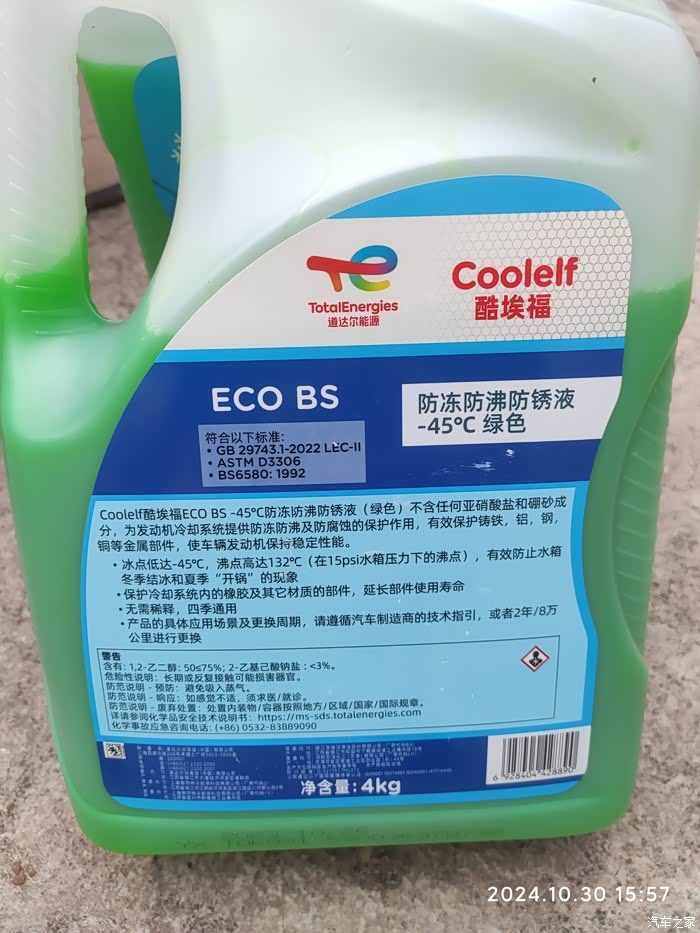 TotalEnergies
道达尔能源
Coolelf
酷埃福
ECO BS
防冻防沸防锈液
-45℃ 绿色
符合以下标准:
• GB 29743.1-2022 LEC-II
• ASTM D3306
• BS6580: 1992
Coolelf酷埃福ECO BS -45℃防冻防沸防锈液（绿色）不含任何亚硝酸盐和硼砂成
分，为发动机冷却系统提供防冻防沸及防腐蚀的保护作用，有效保护铸铁，铝，钢，
铜等金属部件，使车辆发动机保持稳定性能。
• 冰点低达-45℃，沸点高达132℃（在15psi水箱压力下的沸点），有效防止水箱
冬季结冰和夏季“开锅”的现象
• 保护冷却系统内的橡胶及其它材质的部件，延长部件使用寿命
• 无需稀释，四季通用
• 产品的具体应用场景及更换周期，请遵循汽车制造商的技术指引，或者2年/8万
公里进行更换
警告
含有: 1,2-乙二醇: 50≤75%; 2-乙基己酸钠盐 : <3%。
危险性说明: 长期或反复接触可能损害器官。
防范说明 - 预防: 避免吸入蒸气。
防范说明 - 响应: 如感觉不适，须求医/就诊。
防范说明 - 废弃处置: 处置内装物/容器按照地方/区域/国家/国际规章。
详请参阅化学品安全技术说明书: https://ms-sds.totalenergies.com
化学事故应急咨询电话: (+86) 0532-83889090
净含量: 4kg
6 928404 428890
2024.10.30 15:57
汽车之家